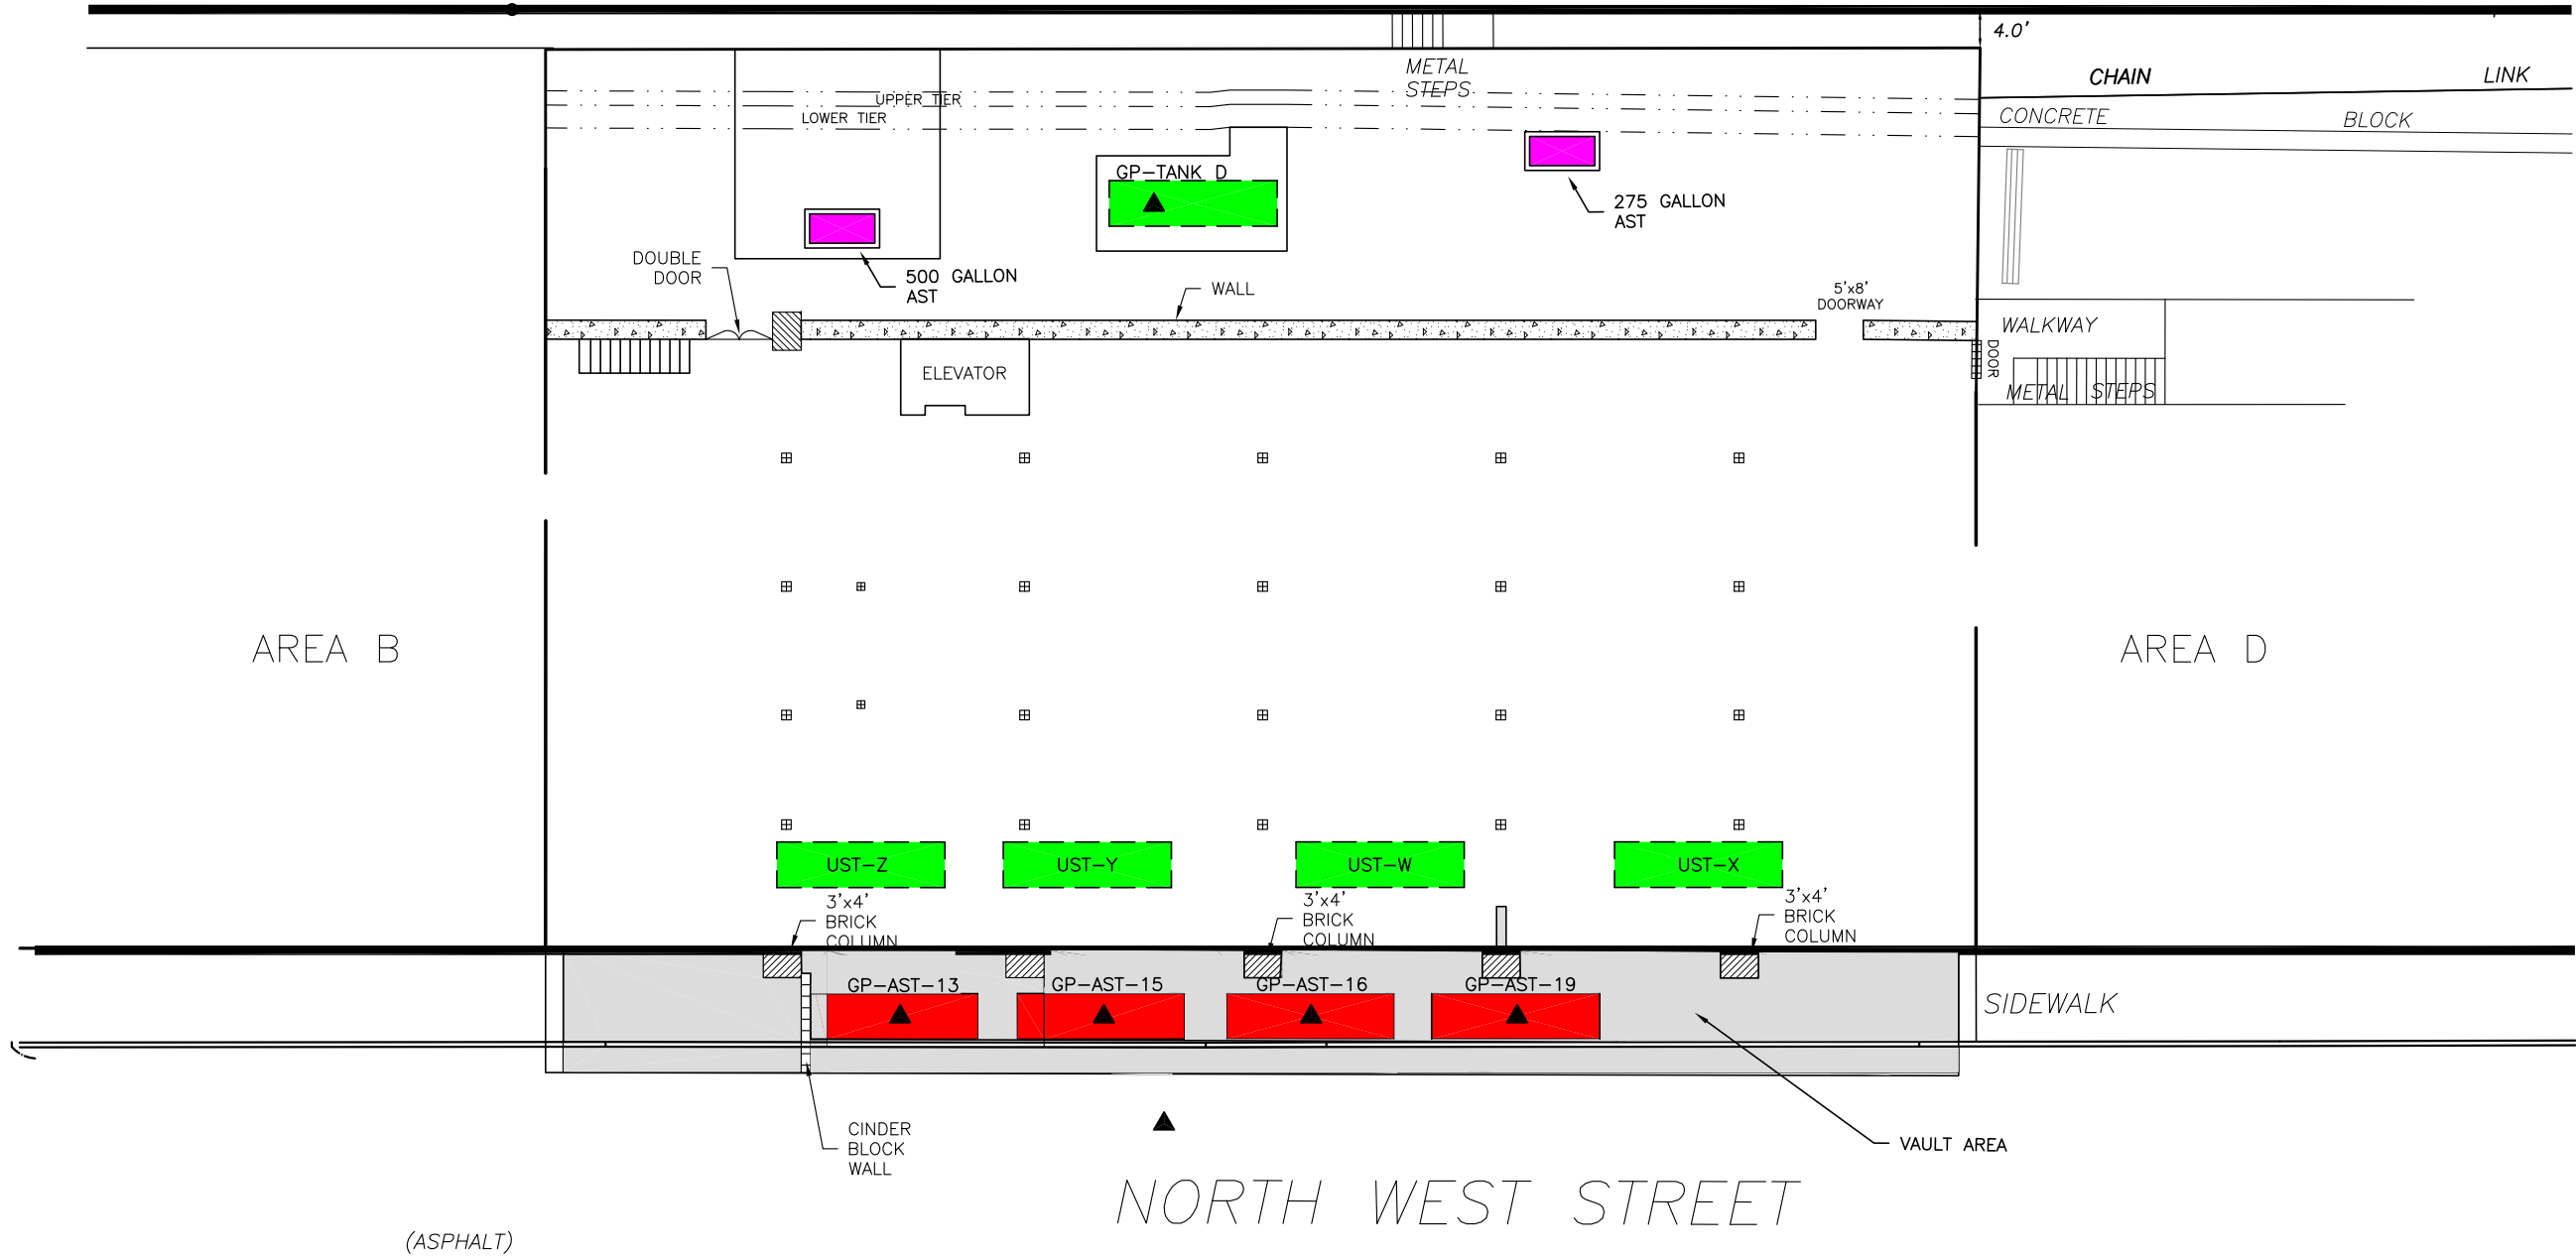 4.0'
METAL
STEPS
CHAIN
LINK
UPPER TIER
LOWER TIER
CONCRETE
BLOCK
GP-TANK D
275 GALLON
AST
DOUBLE
DOOR
500 GALLON
AST
WALL
5'x8'
DOORWAY
WALKWAY
DOOR
ELEVATOR
METAL STEPS
AREA B
AREA D
UST-Z
UST-Y
UST-W
UST-X
3'x4'
BRICK
COLUMN
3'x4'
BRICK
COLUMN
3'x4'
BRICK
COLUMN
GP-AST-13
GP-AST-15
GP-AST-16
GP-AST-19
SIDEWALK
CINDER
BLOCK
WALL
VAULT AREA
NORTH WEST STREET
(ASPHALT)